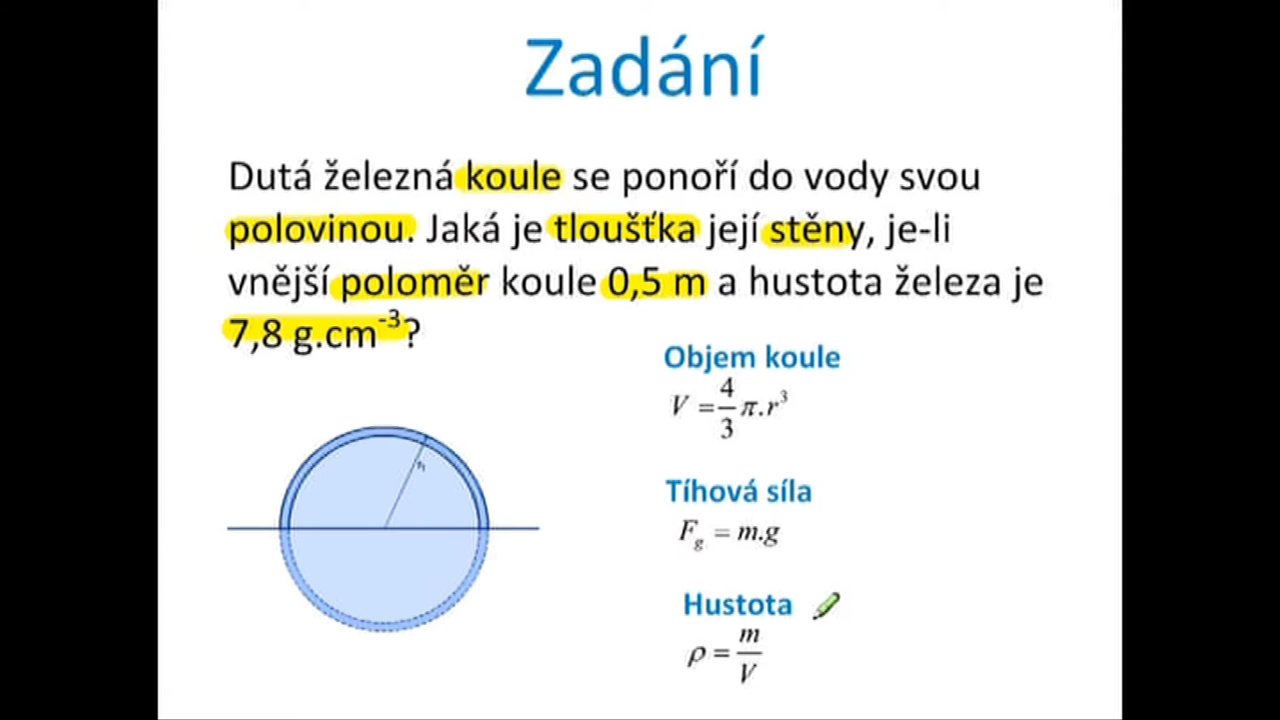 Zadání
Dutá železná koule se ponoří do vody svou
polovinou. Jaká je tloušťka její stěny, je-li
vnější poloměr koule 0,5 m a hustota železa je
7,8 g.cm⁻³?
Objem koule
V = 4/3 π.r³
Tíhová síla
F_g = m.g
Hustota
ρ = m/V